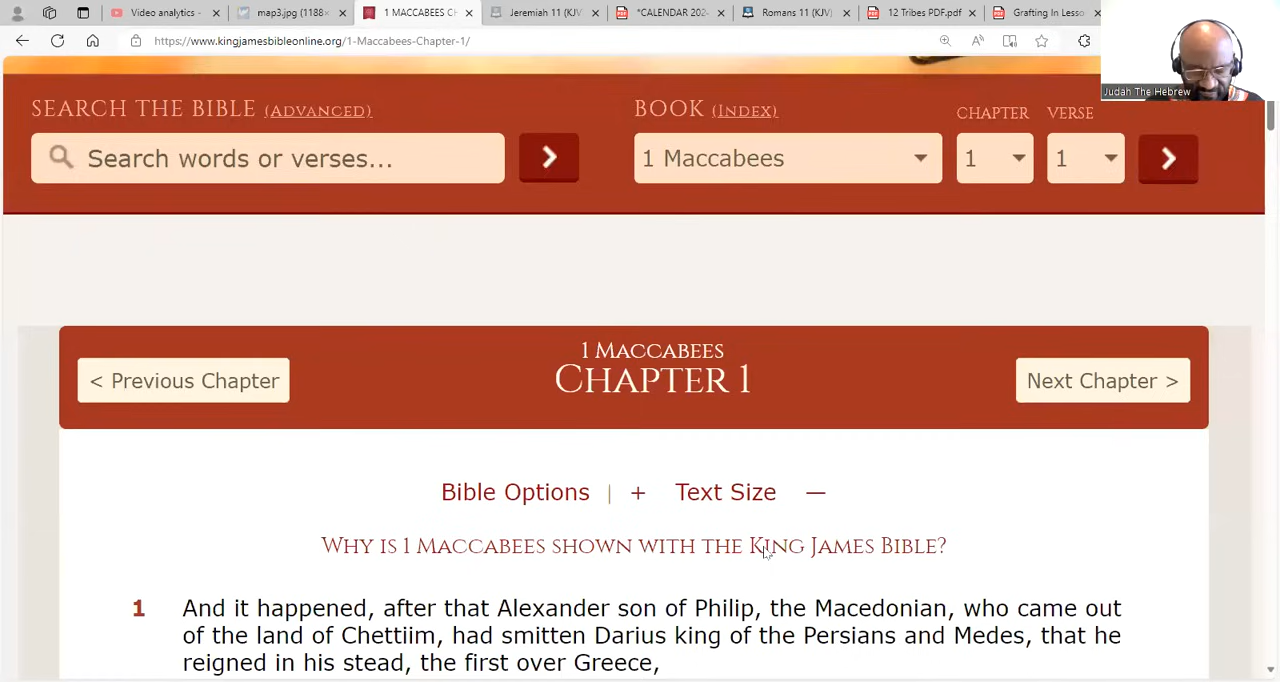 Video analytics -
map3.jpg (1188×
1 MACCABEES CH
Jeremiah 11 (KJV
*CALENDAR 202-
Romans 11 (KJV)
12 Tribes PDF.pdf
Grafting In Lesso
https://www.kingjamesbibleonline.org/1-Maccabees-Chapter-1/
Judah The Hebrew
SEARCH THE BIBLE (ADVANCED)
BOOK (INDEX)
CHAPTER
VERSE
Search words or verses...
1 Maccabees
1
1
1 MACCABEES
CHAPTER 1
< Previous Chapter
Next Chapter >
Bible Options | + Text Size —
WHY IS 1 MACCABEES SHOWN WITH THE KING JAMES BIBLE?
1 And it happened, after that Alexander son of Philip, the Macedonian, who came out
of the land of Chettiim, had smitten Darius king of the Persians and Medes, that he
reigned in his stead, the first over Greece,